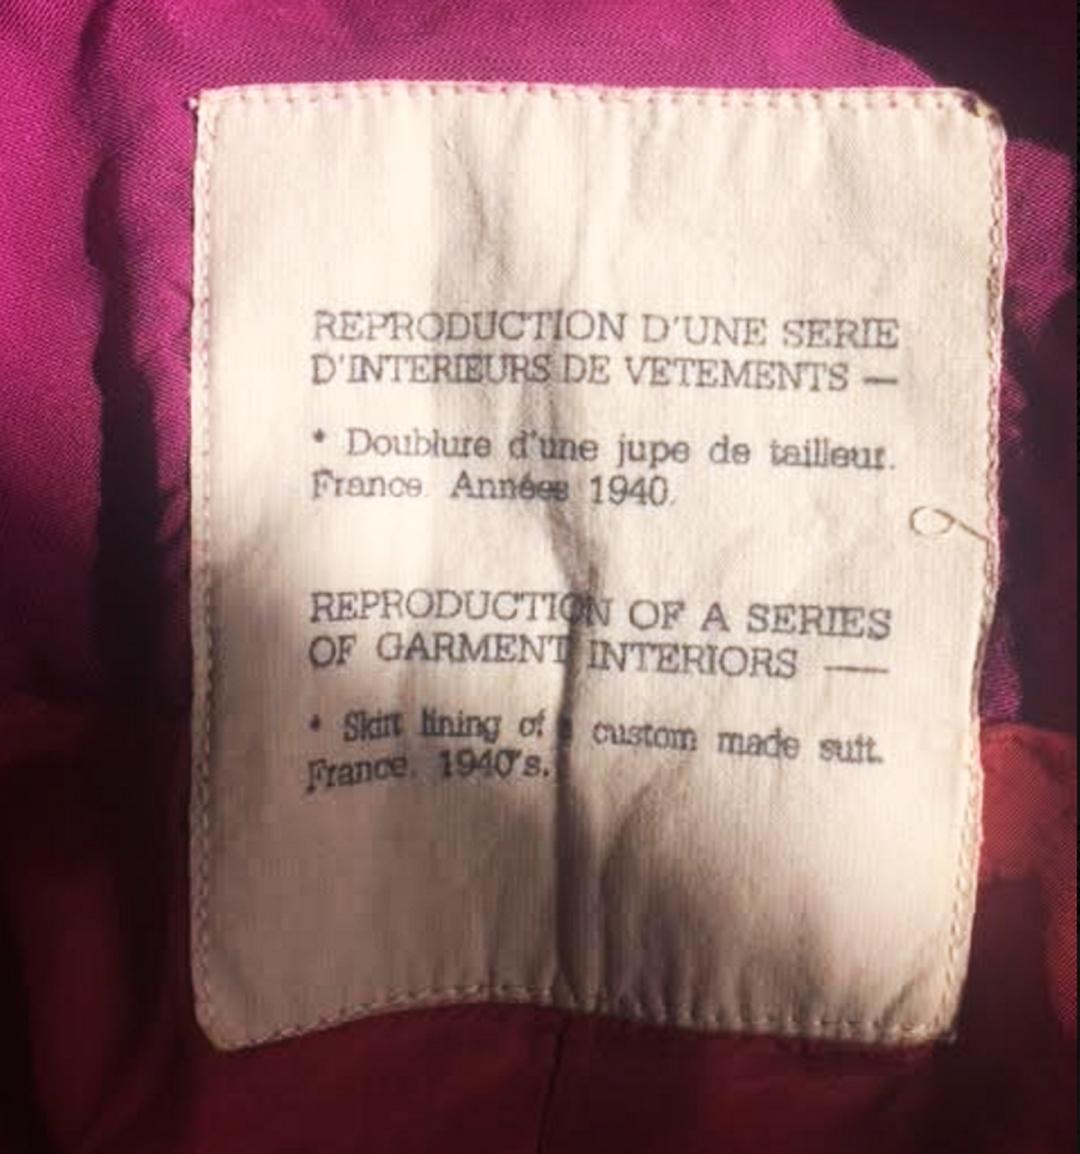 REPRODUCTION D'UNE SERIE
D'INTERIEURS DE VETEMENTS —
* Doublure d'une jupe de tailleur.
France. Années 1940.
REPRODUCTION OF A SERIES
OF GARMENT INTERIORS —
* Skirt lining of a custom made suit.
France. 1940's.